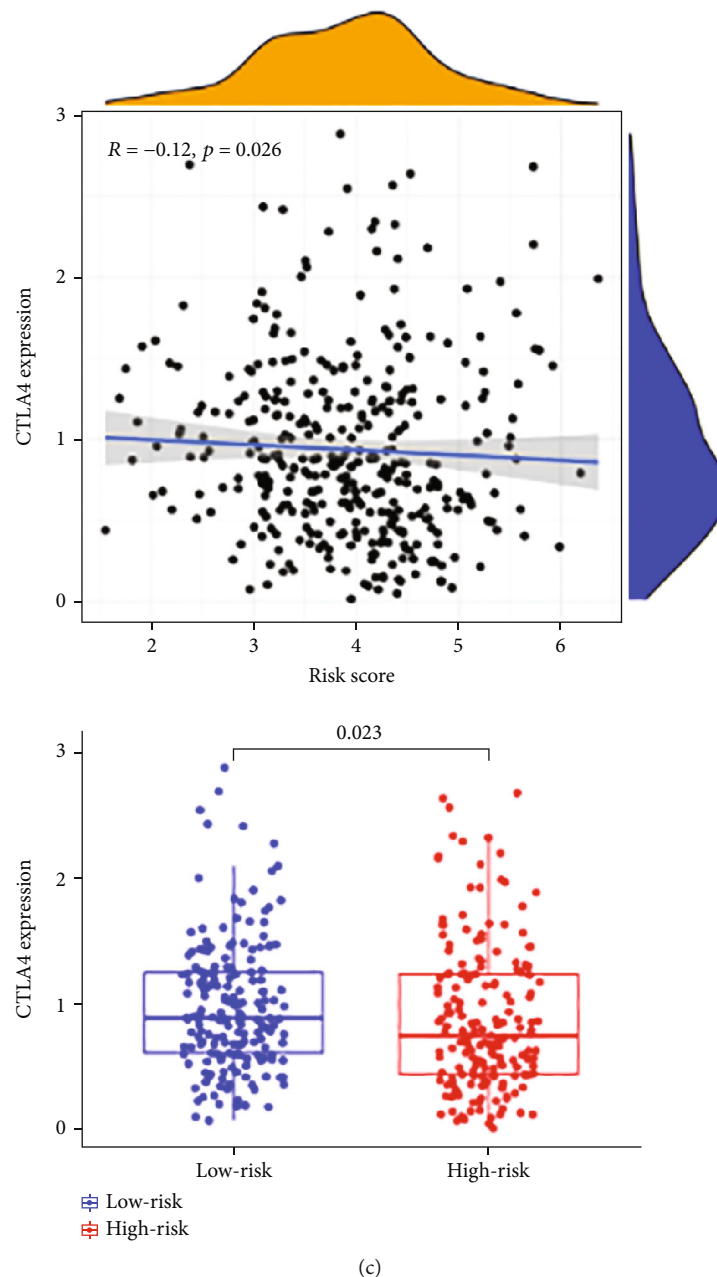 3
R = −0.12, p = 0.026
2
CTLA4 expression
1
0
2 3 4 5 6
Risk score
0.023
3
2
CTLA4 expression
1
0
Low-risk High-risk
Low-risk
High-risk
(c)